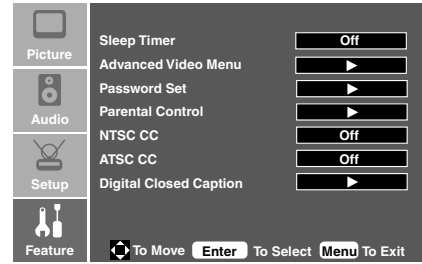 Picture
Audio
Setup
Feature
Sleep Timer Off
Advanced Video Menu
Password Set
Parental Control
NTSC CC Off
ATSC CC Off
Digital Closed Caption
To Move Enter To Select Menu To Exit